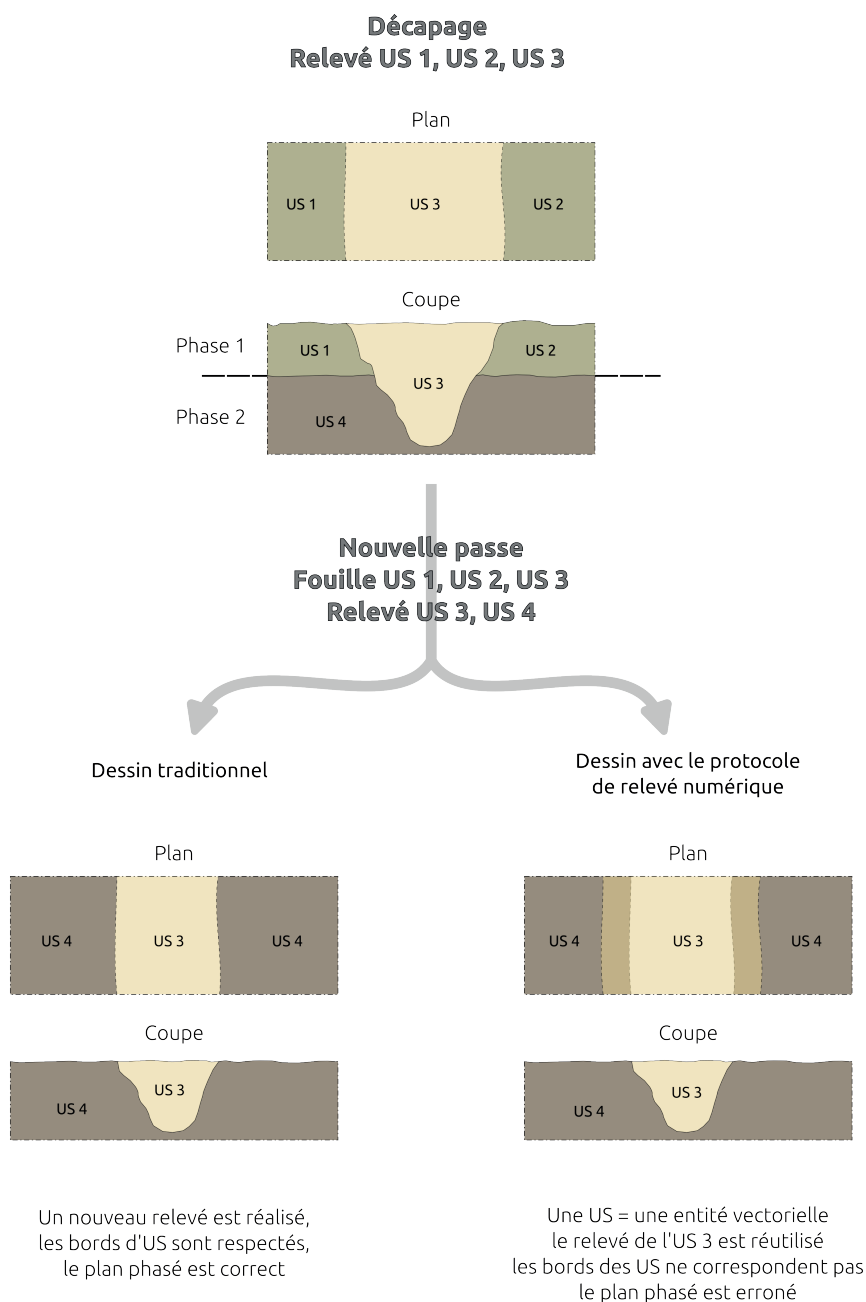 Décapage
Relevé US 1, US 2, US 3
Plan
US 1
US 3
US 2
Coupe
Phase 1
US 1
US 2
US 3
Phase 2
US 4
Nouvelle passe
Fouille US 1, US 2, US 3
Relevé US 3, US 4
Dessin traditionnel
Plan
US 4
US 3
US 4
Coupe
US 3
US 4
Un nouveau relevé est réalisé,
les bords d'US sont respectés,
le plan phasé est correct
Dessin avec le protocole
de relevé numérique
Plan
US 4
US 3
US 4
Coupe
US 3
US 4
Une US = une entité vectorielle
le relevé de l'US 3 est réutilisé
les bords des US ne correspondent pas
le plan phasé est erroné